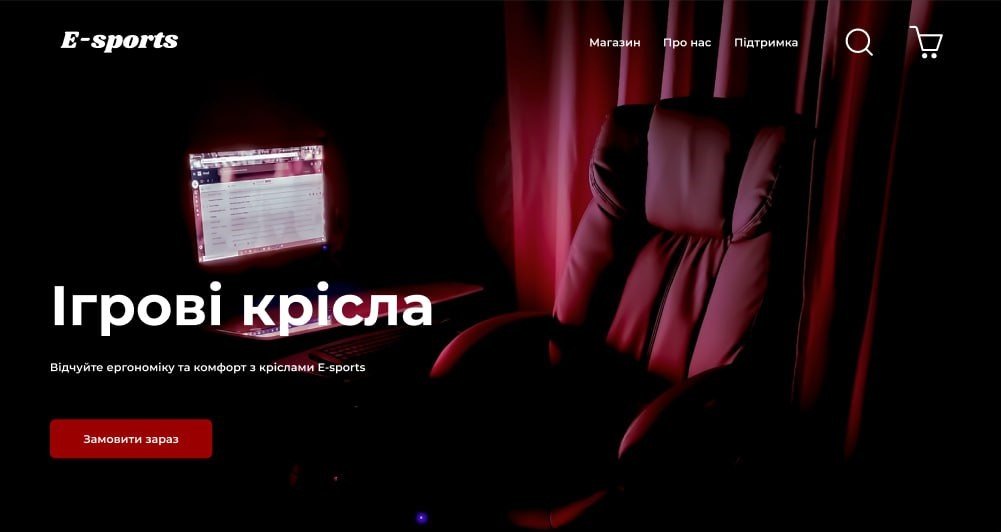 E-sports
Магазин Про нас Підтримка
Ігрові крісла
Відчуйте ергономіку та комфорт з кріслами E-sports
Замовити зараз